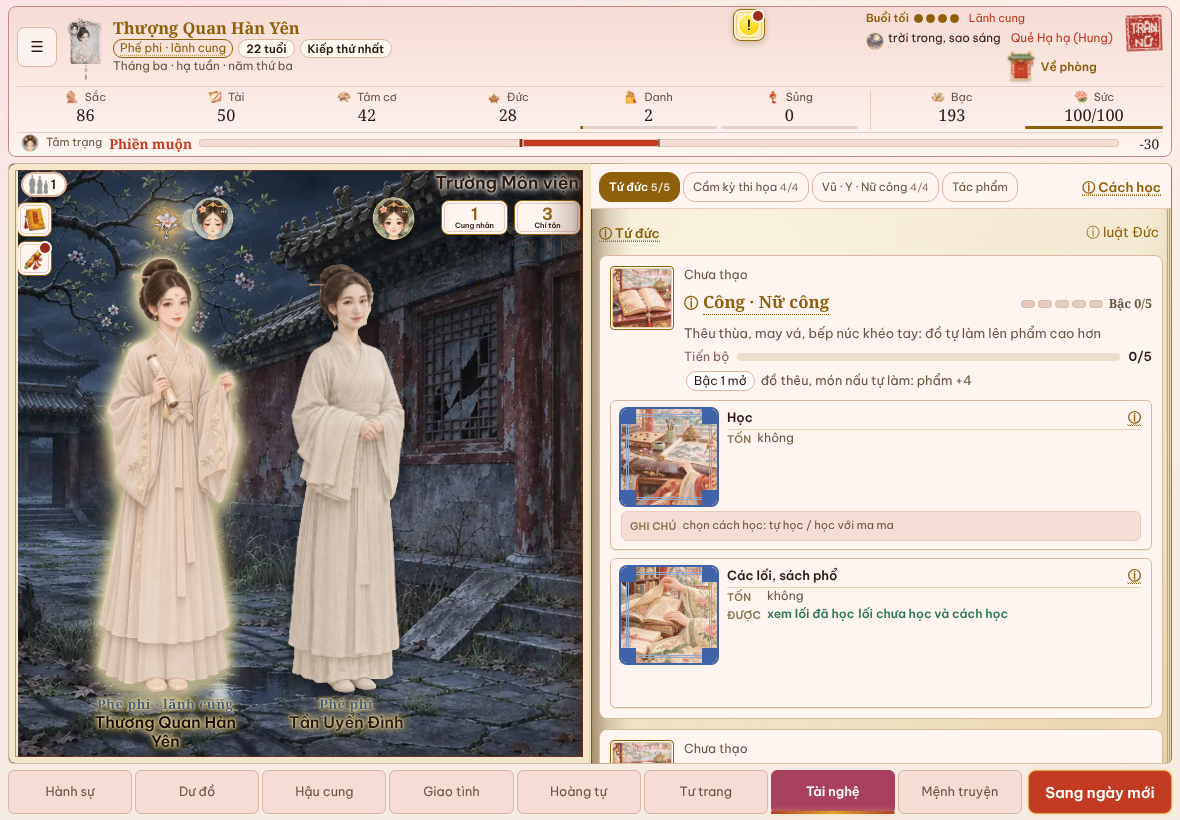 ☰
Thượng Quan Hàn Yên
Phế phi · lãnh cung
22 tuổi
Kiếp thứ nhất
Tháng ba · hạ tuần · năm thứ ba
!
Buổi tối
Lãnh cung
trời trong, sao sáng
Quẻ Hạ hạ (Hung)
Về phòng
Sắc
86
Tài
50
Tâm cơ
42
Đức
28
Danh
2
Sủng
0
Bạc
193
Sức
100/100
Tâm trạng
Phiền muộn
-30
1
Trường Môn viện
1
Cung nhân
3
Chí tôn
Phế phi · lãnh cung
Thượng Quan Hàn Yên
Phế phi
Tần Uyển Đình
Tứ đức 5/5
Cầm kỳ thi họa 4/4
Vũ · Y · Nữ công 4/4
Tác phẩm
ⓘ Cách học
ⓘ Tứ đức
ⓘ luật Đức
Chưa thạo
ⓘ Công · Nữ công
Bậc 0/5
Thêu thùa, may vá, bếp núc khéo tay: đồ tự làm lên phẩm cao hơn
Tiến bộ
0/5
Bậc 1 mở
đồ thêu, món nấu tự làm: phẩm +4
Học
ⓘ
TỐN không
GHI CHÚ chọn cách học: tự học / học với ma ma
Các lối, sách phổ
ⓘ
TỐN không
ĐƯỢC xem lối đã học lối chưa học và cách học
Chưa thạo
Hành sự
Dư đồ
Hậu cung
Giao tình
Hoàng tự
Tư trang
Tài nghệ
Mệnh truyện
Sang ngày mới